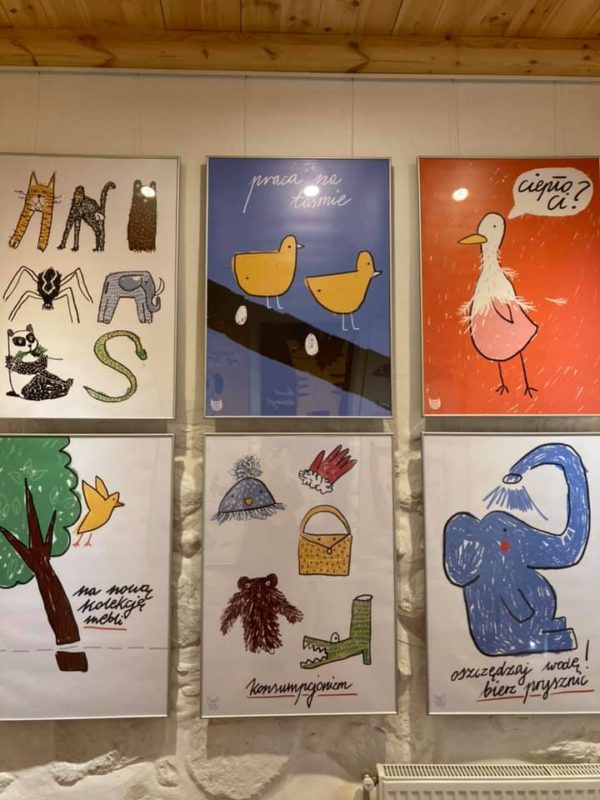 praca na
taśmie
ciepło
ci?
na nową
kolekcję
mebli
konsumpcjonizm
oszczędzaj wodę!
bierz prysznic